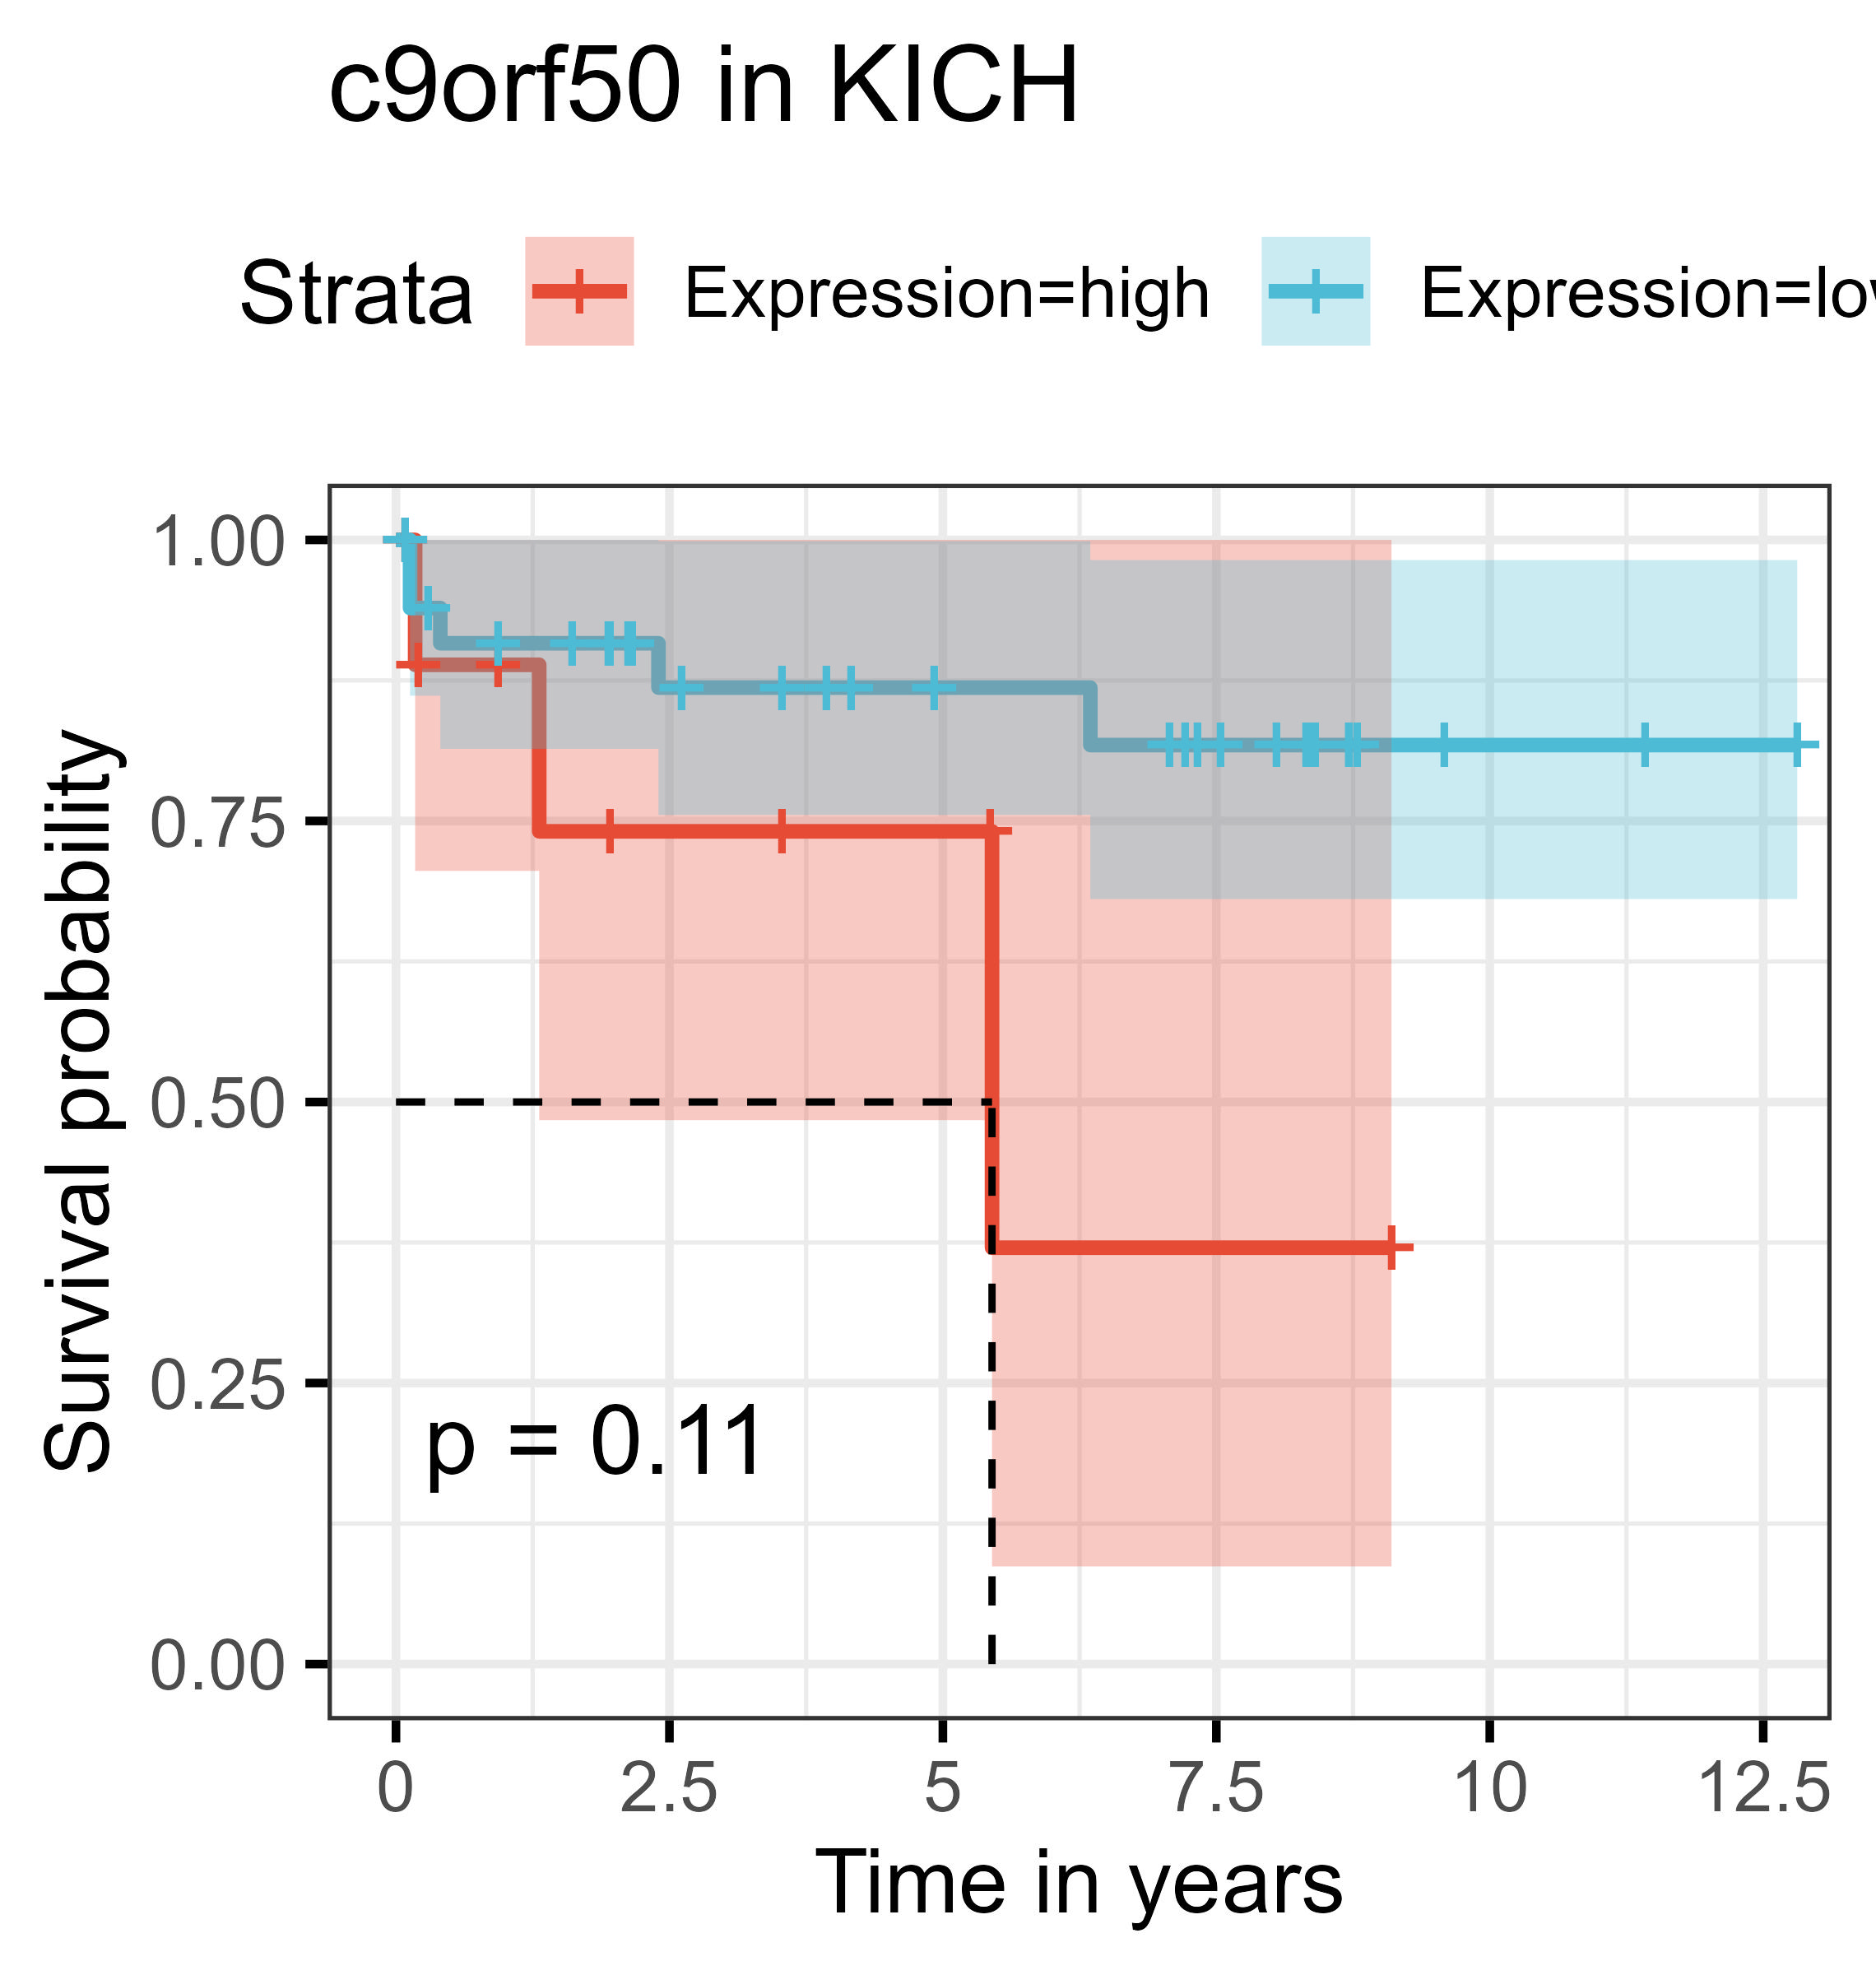 c9orf50 in KICH
Strata Expression=high Expression=lo
Survival probability
1.00
0.75
0.50
0.25
0.00
p = 0.11
0 2.5 5 7.5 10 12.5
Time in years